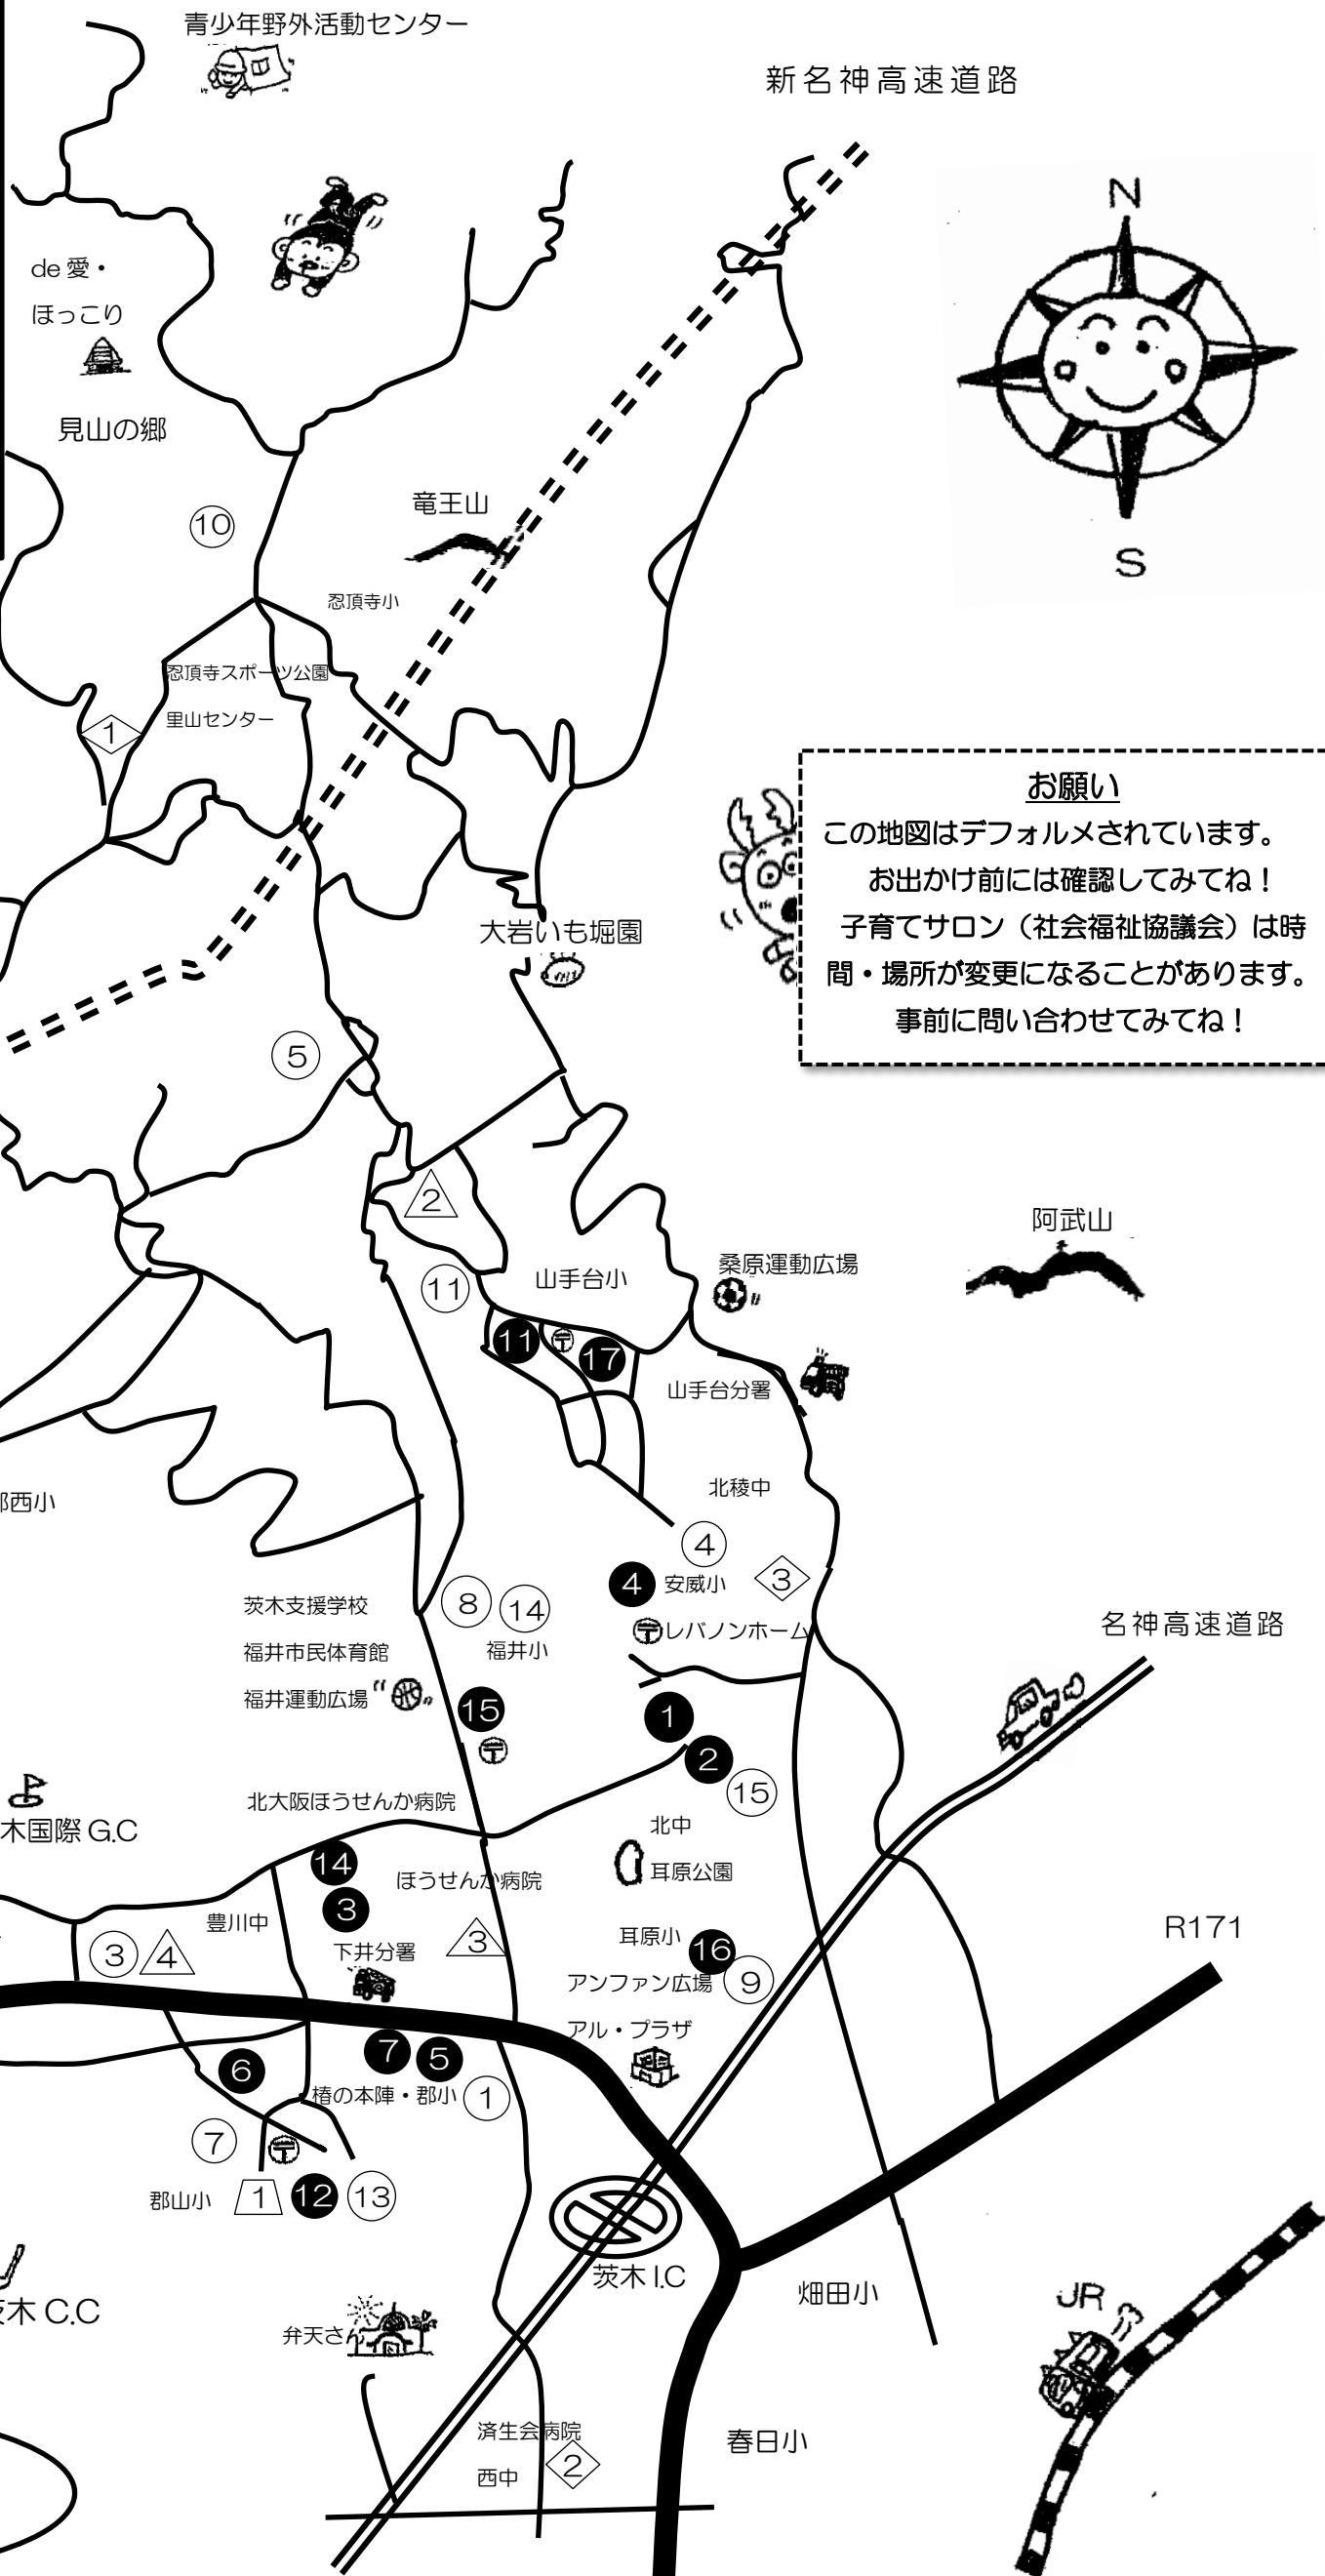 青少年野外活動センター
新名神高速道路
N
de 愛・
ほっこり
見山の郷
竜王山
⑩
S
忍頂寺小
忍頂寺スポーツ公園
里山センター
1
お願い
この地図はデフォルメされています。
お出かけ前には確認してみてね!
子育てサロン(社会福祉協議会)は時
間・場所が変更になることがあります。
事前に問い合わせてみてね!
大岩いも堀園
⑤
2
阿武山
桑原運動広場
山手台小
⑪
⓫
〒
⓱
山手台分署
北稜中
西小
④
❹
安威小
3
茨木支援学校
⑧
⑭
福井市民体育館
福井小
〒レバノンホーム
名神高速道路
福井運動広場
⓯
〒
❶
❷
⑮
北大阪ほうせんか病院
木国際 G.C
北中
⓮
ほうせんか病院
耳原公園
❸
豊川中
R171
③
4
下井分署
3
耳原小
⓰
アンファン広場
⑨
アル・プラザ
❼
❺
❻
椿の本陣・郡小
①
⑦
〒
郡山小
1
⓬
⑬
茨木 I.C
畑田小
JR
木 C.C
弁天さん
済生会病院
春日小
西中
2